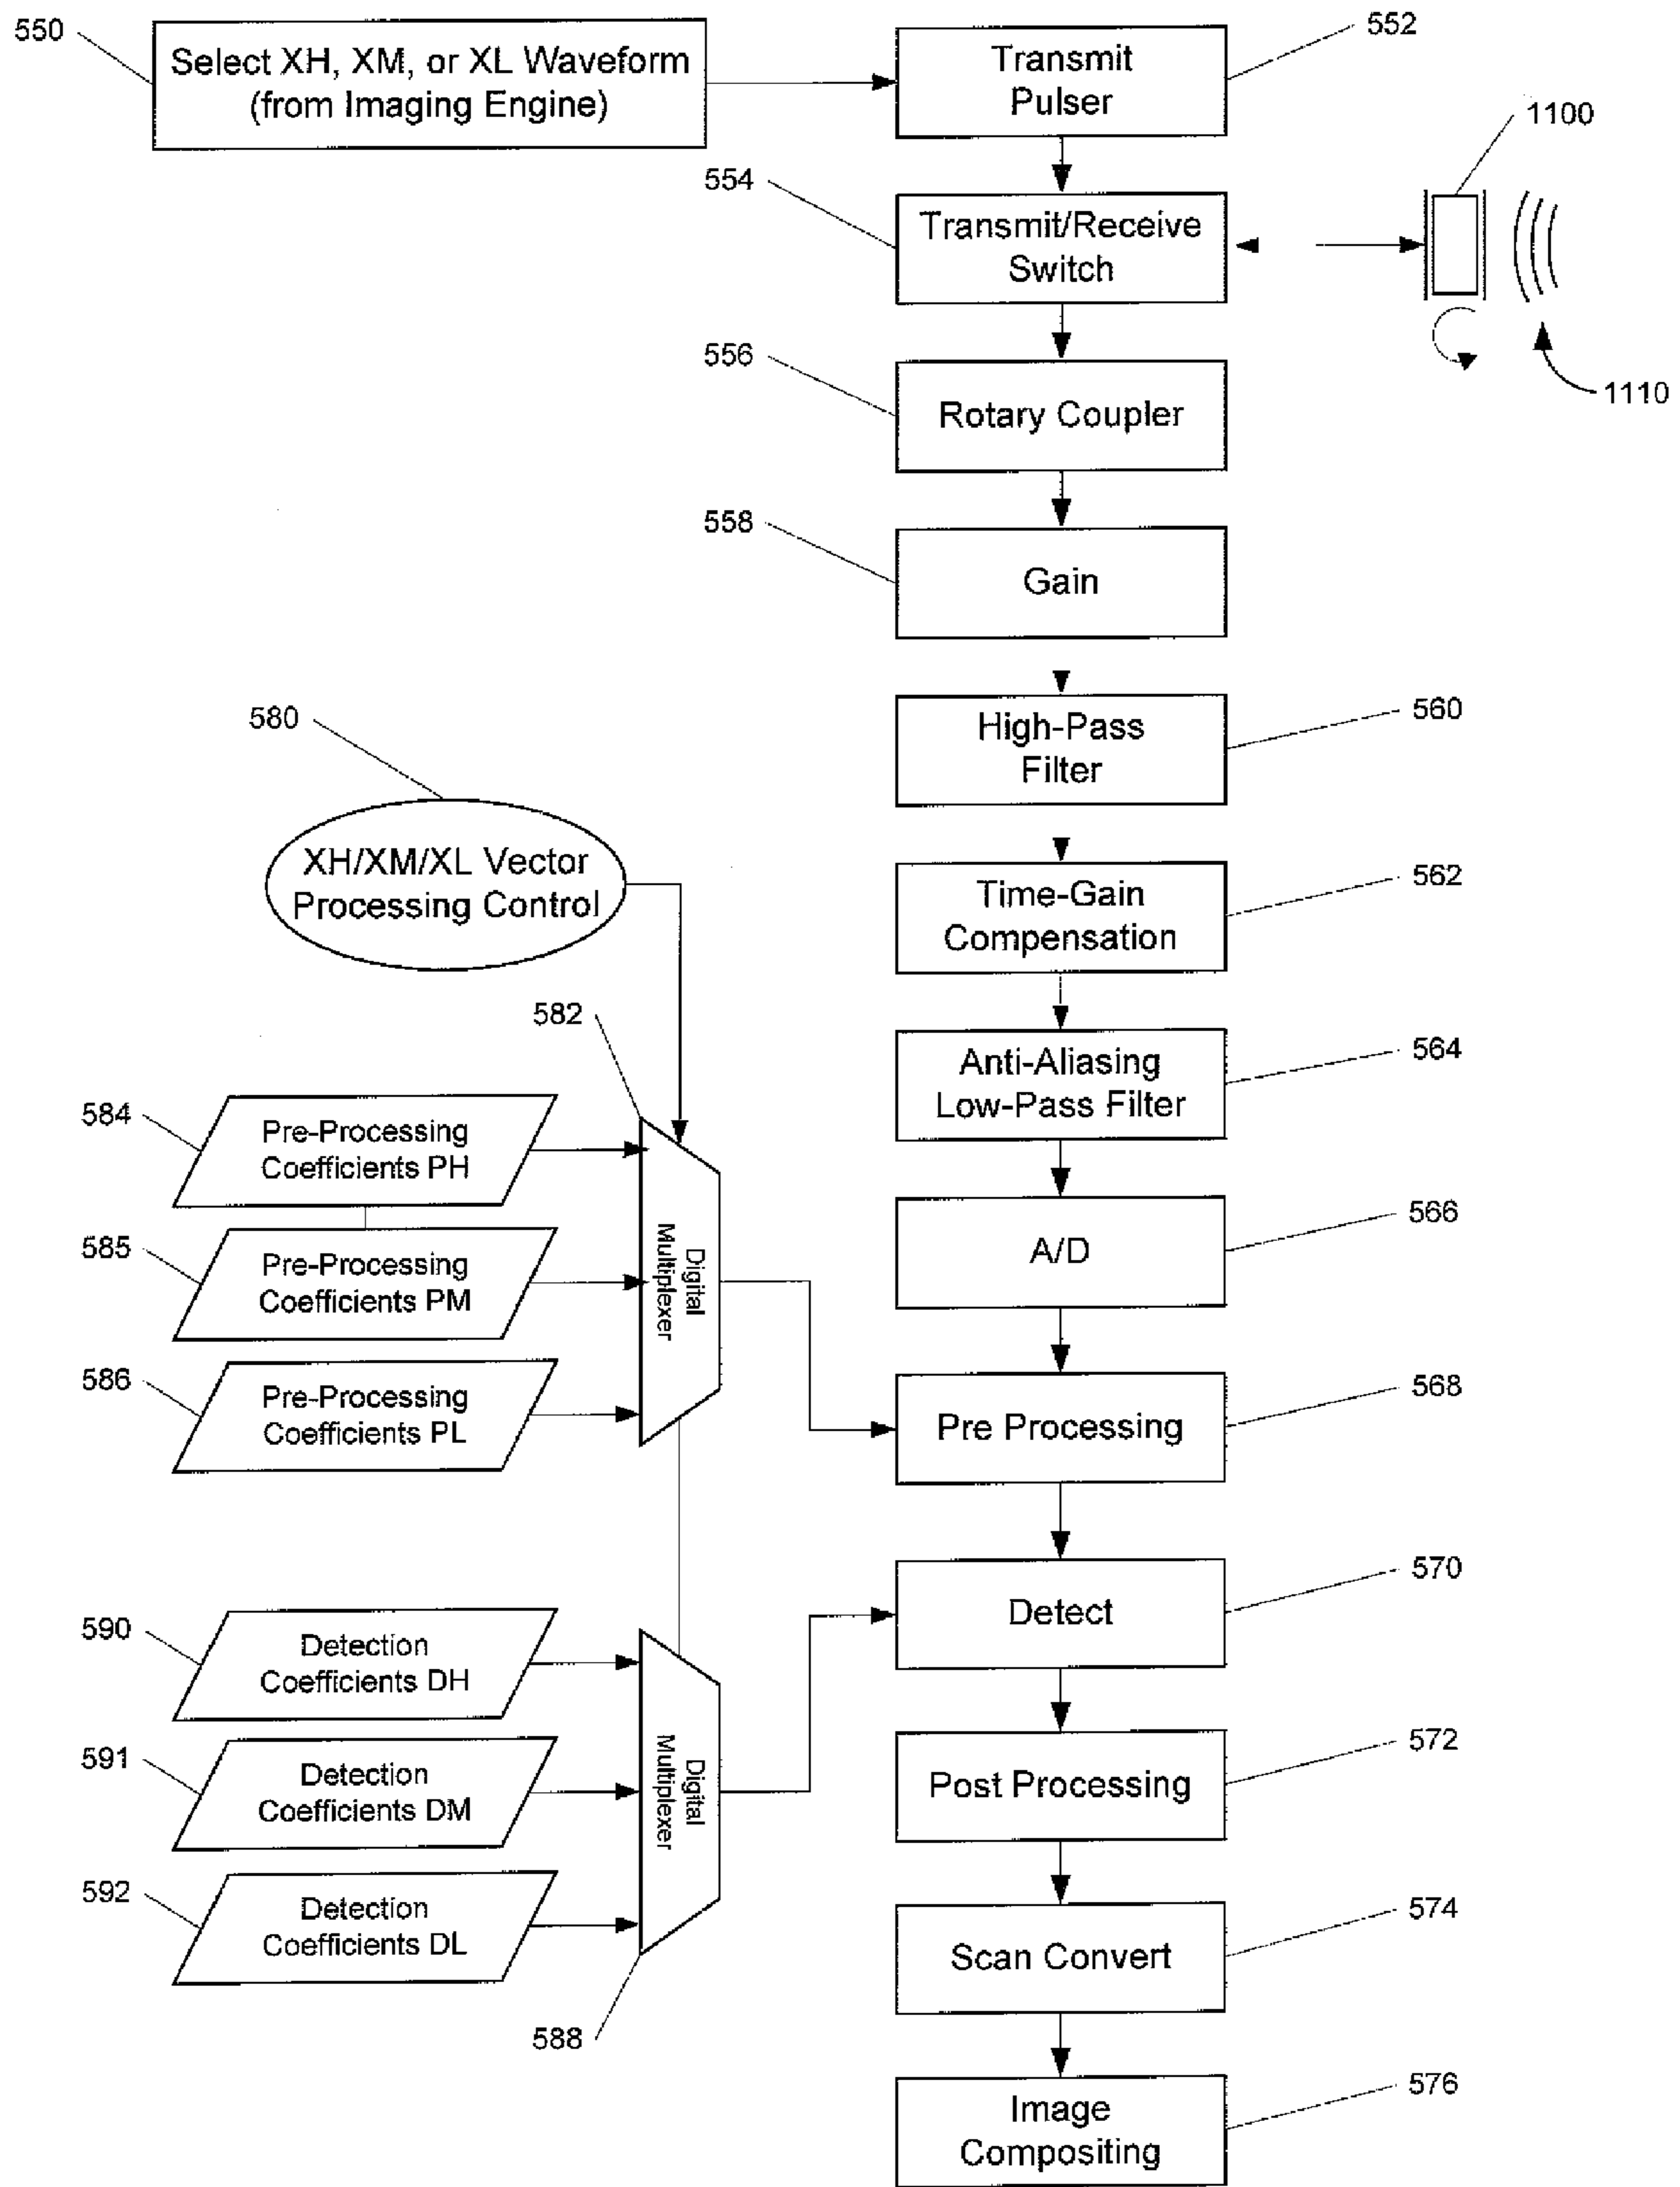 550
Select XH, XM, or XL Waveform
(from Imaging Engine)
552
Transmit
Pulser
1100
554
Transmit/Receive
Switch
1110
556
Rotary Coupler
558
Gain
560
High-Pass
Filter
580
XH/XM/XL Vector
Processing Control
562
Time-Gain
Compensation
582
564
Anti-Aliasing
Low-Pass Filter
584
Pre-Processing
Coefficients PH
585
Pre-Processing
Coefficients PM
586
Pre-Processing
Coefficients PL
Digital
Multiplexer
566
A/D
568
Pre Processing
570
Detect
590
Detection
Coefficients DH
591
Detection
Coefficients DM
592
Detection
Coefficients DL
Digital
Multiplexer
588
572
Post Processing
574
Scan Convert
576
Image
Compositing